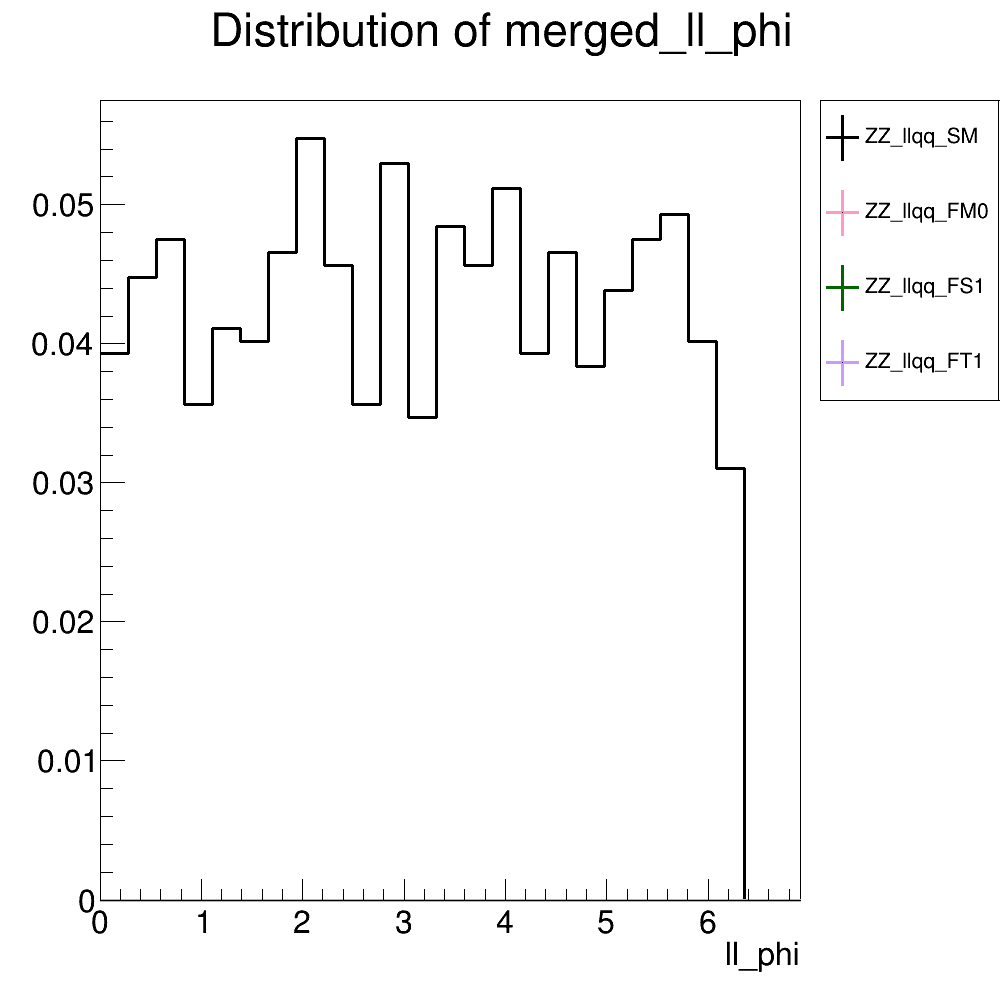 Distribution of merged_ll_phi
ZZ_llqq_SM
ZZ_llqq_FM0
ZZ_llqq_FS1
ZZ_llqq_FT1
0.05
0.04
0.03
0.02
0.01
0
0 1 2 3 4 5 6
ll_phi